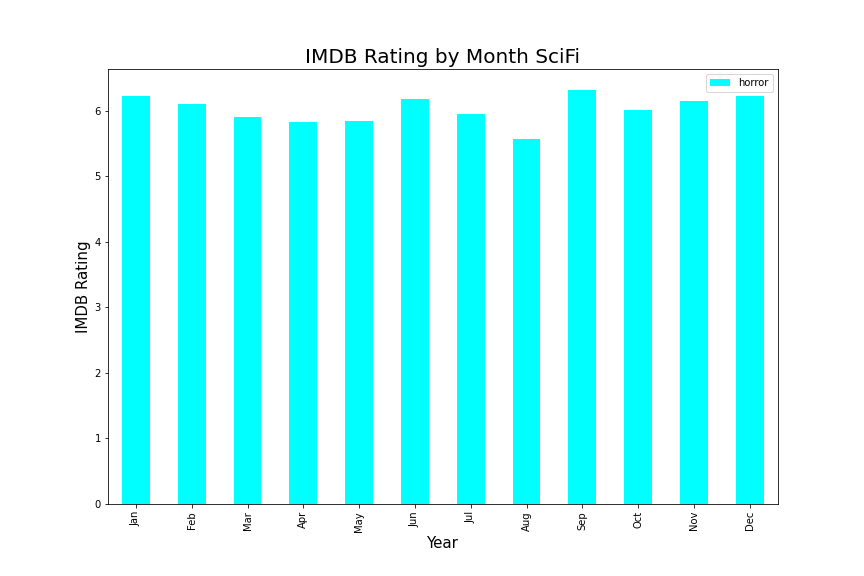 IMDB Rating by Month SciFi
horror
IMDB Rating
6
5
4
3
2
1
0
Jan
Feb
Mar
Apr
May
Jun
Jul
Aug
Sep
Oct
Nov
Dec
Year